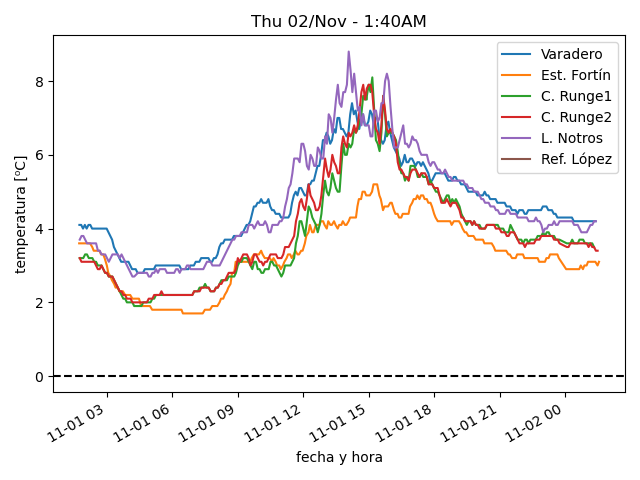 Thu 02/Nov - 1:40AM
temperatura [ºC]
8
6
4
2
0
Varadero
Est. Fortín
C. Runge1
C. Runge2
L. Notros
Ref. López
11-01 03
11-01 06
11-01 09
11-01 12
11-01 15
11-01 18
11-01 21
11-02 00
fecha y hora